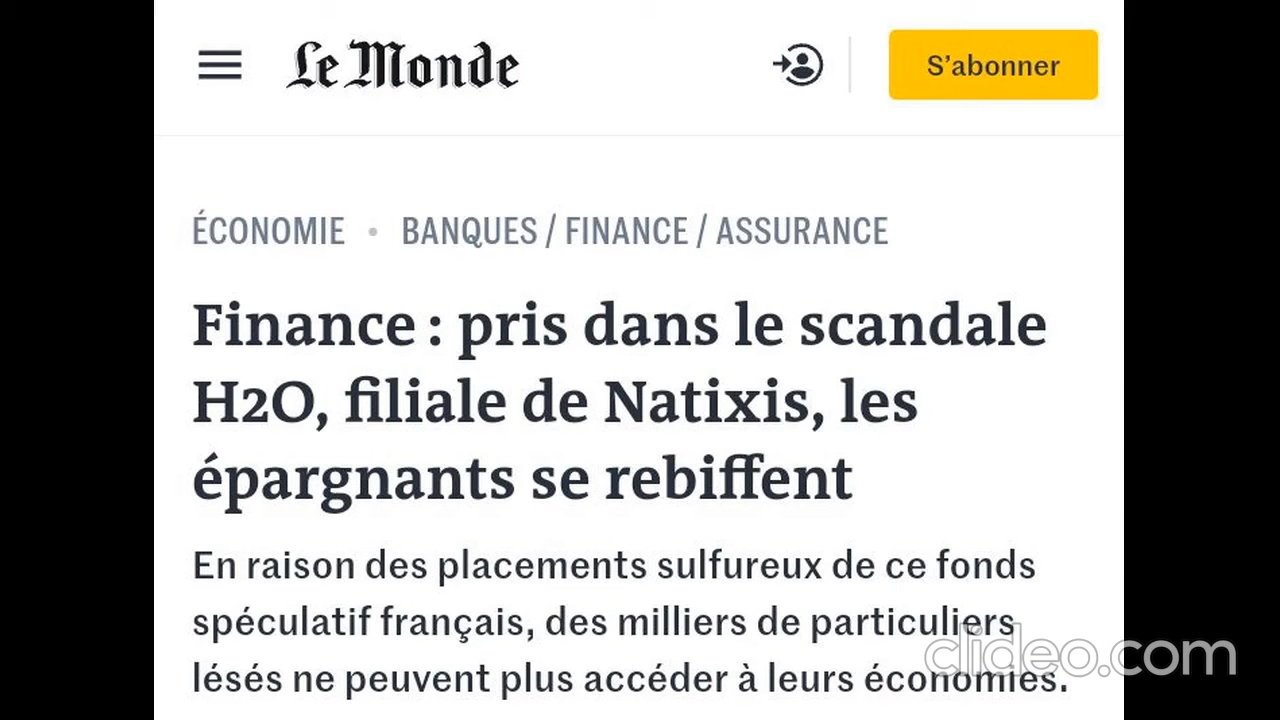 Le Monde
S'abonner
ÉCONOMIE • BANQUES / FINANCE / ASSURANCE
Finance : pris dans le scandale
H2O, filiale de Natixis, les
épargnants se rebiffent
En raison des placements sulfureux de ce fonds
spéculatif français, des milliers de particuliers
lésés ne peuvent plus accéder à leurs économies.
clideo.com